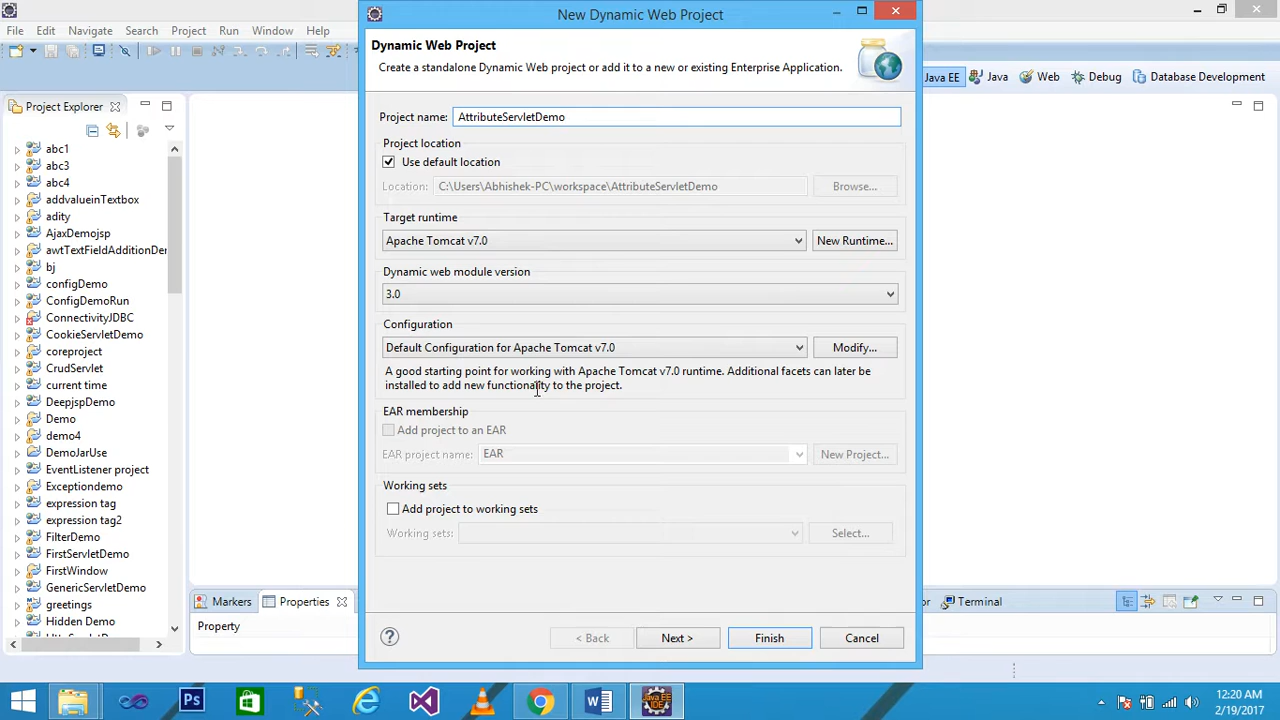 New Dynamic Web Project
File Edit Navigate Search Project Run Window Help
Dynamic Web Project
Create a standalone Dynamic Web project or add it to a new or existing Enterprise Application.
Java EE Java Web Debug Database Development
Project Explorer
abc1
abc3
abc4
addvalueinTextbox
adity
AjaxDemojsp
awtTextFieldAdditionDer
bj
configDemo
ConfigDemoRun
ConnectivityJDBC
CookieServletDemo
coreproject
CrudServlet
current time
DeepjspDemo
Demo
demo4
DemoJarUse
EventListener project
Exceptiondemo
expression tag
expression tag2
FilterDemo
FirstServletDemo
FirstWindow
GenericServletDemo
greetings
Hidden Demo
Project name: AttributeServletDemo
Project location
Use default location
Location: C:\Users\Abhishek-PC\workspace\AttributeServletDemo Browse...
Target runtime
Apache Tomcat v7.0 New Runtime...
Dynamic web module version
3.0
Configuration
Default Configuration for Apache Tomcat v7.0 Modify...
A good starting point for working with Apache Tomcat v7.0 runtime. Additional facets can later be
installed to add new functionality to the project.
EAR membership
Add project to an EAR
EAR project name: EAR New Project...
Working sets
Add project to working sets
Working sets: Select...
Markers Properties Terminal
Property
< Back Next > Finish Cancel
Ps
Java EE
IDE
12:20 AM
2/19/2017